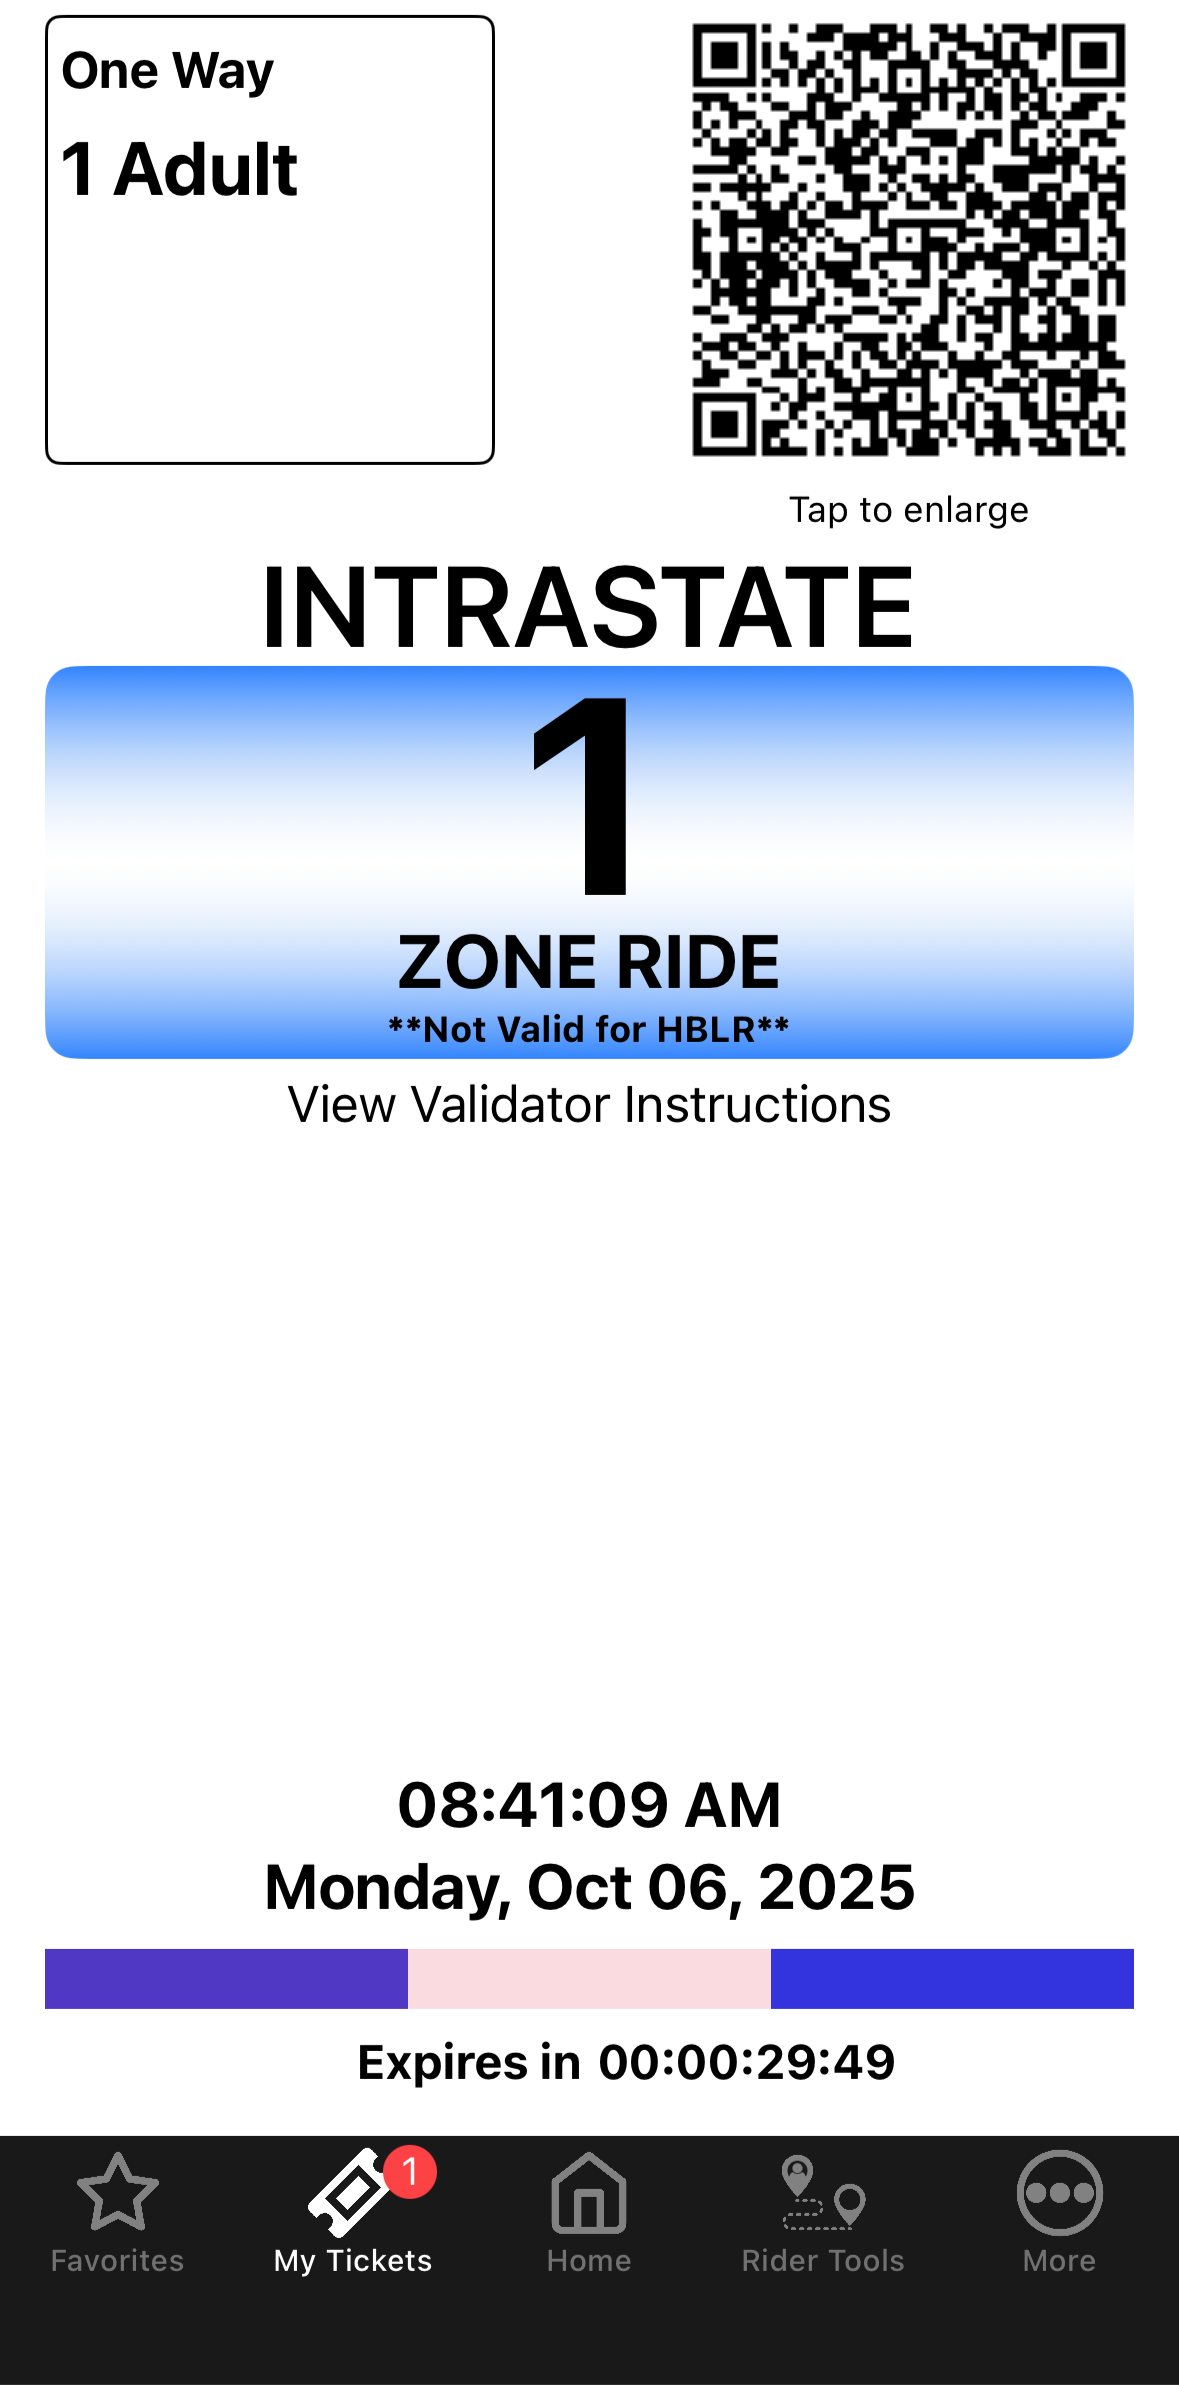 One Way
1 Adult
Tap to enlarge
INTRASTATE
1
ZONE RIDE
**Not Valid for HBLR**
View Validator Instructions
08:41:09 AM
Monday, Oct 06, 2025
Expires in 00:00:29:49
1
Favorites
My Tickets
Home
Rider Tools
More